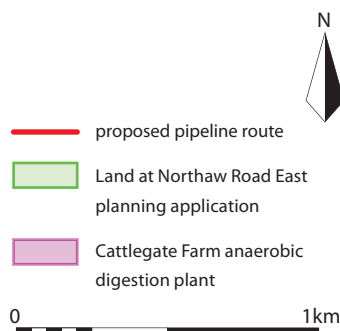 N
proposed pipeline route
Land at Northaw Road East
planning application
Cattlegate Farm anaerobic
digestion plant
0 1km